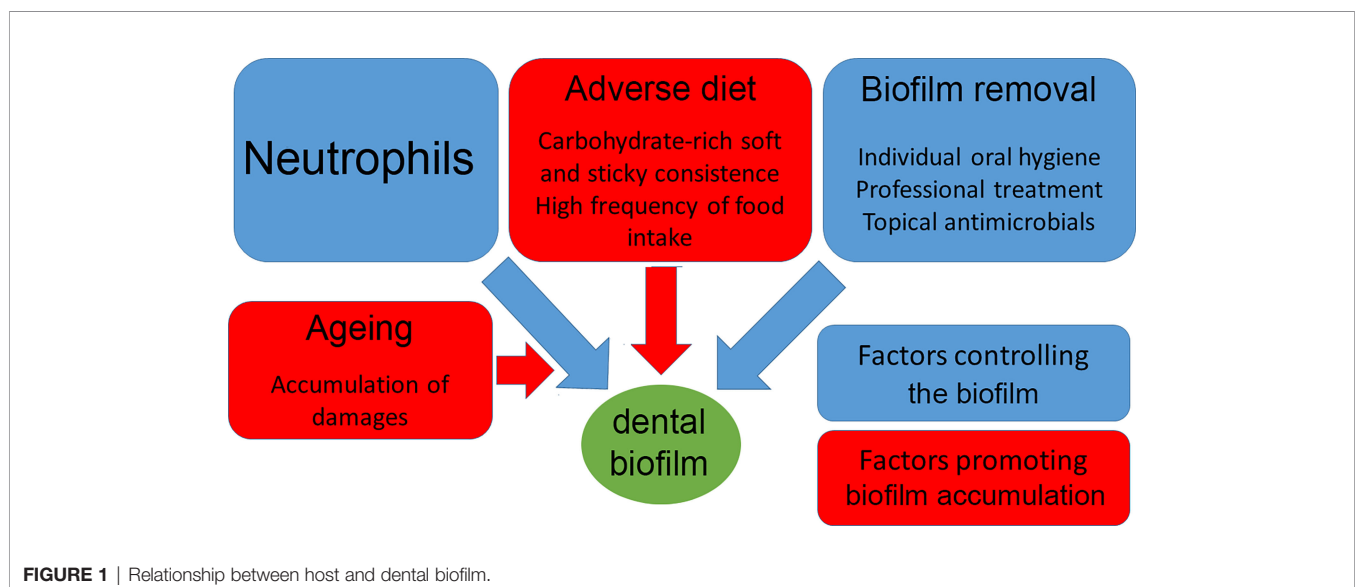 Neutrophils
Adverse diet
Carbohydrate-rich soft
and sticky consistence
High frequency of food
intake
Biofilm removal
Individual oral hygiene
Professional treatment
Topical antimicrobials
Ageing
Accumulation of
damages
dental
biofilm
Factors controlling
the biofilm
Factors promoting
biofilm accumulation
FIGURE 1 | Relationship between host and dental biofilm.